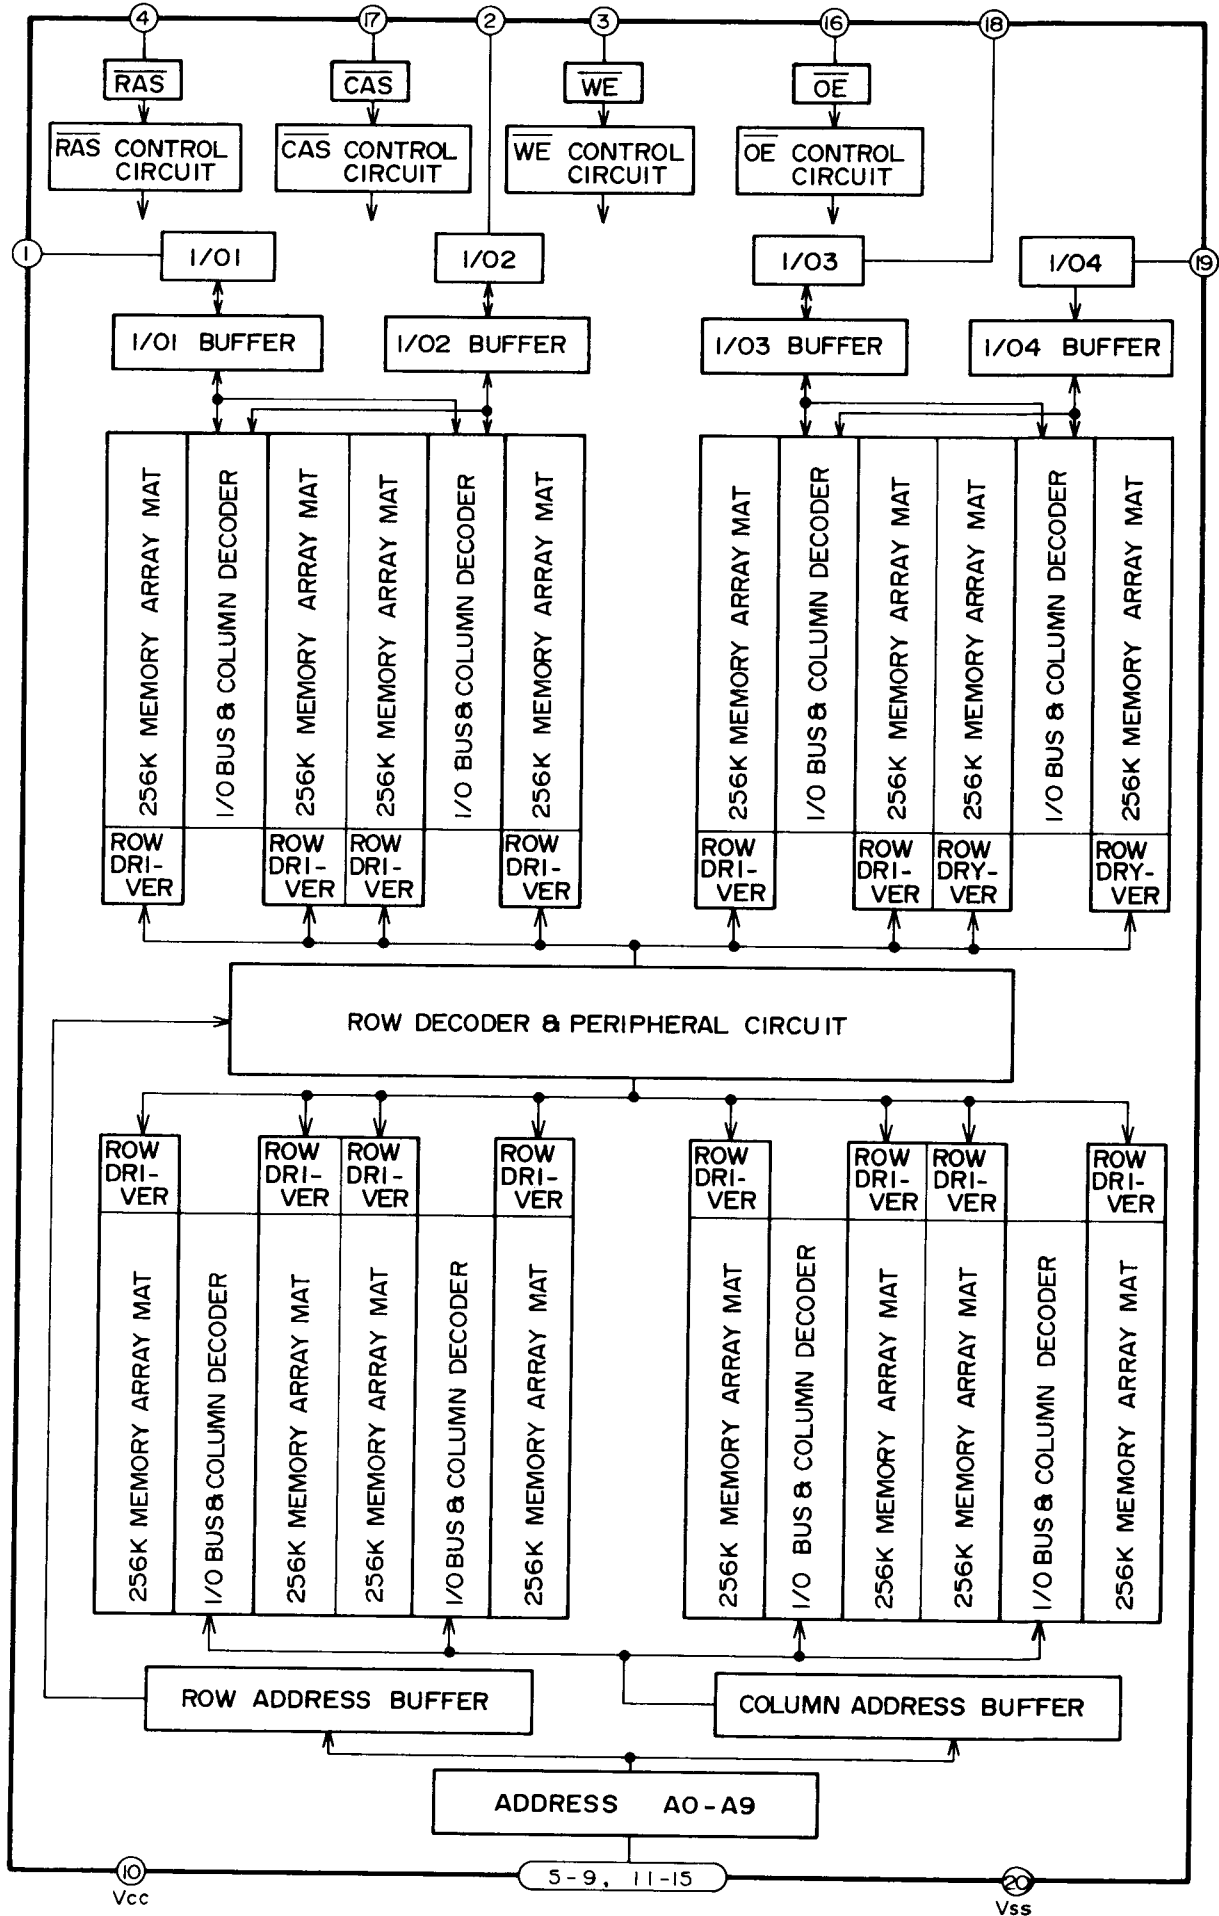 4 17 2 3 16 18
RAS CAS WE OE
RAS CONTROL CIRCUIT
CAS CONTROL CIRCUIT
WE CONTROL CIRCUIT
OE CONTROL CIRCUIT
1 I/O1 I/O2 I/O3 I/O4 19
I/O1 BUFFER I/O2 BUFFER I/O3 BUFFER I/O4 BUFFER
256K MEMORY ARRAY MAT
I/O BUS & COLUMN DECODER
256K MEMORY ARRAY MAT
256K MEMORY ARRAY MAT
I/O BUS & COLUMN DECODER
256K MEMORY ARRAY MAT
256K MEMORY ARRAY MAT
I/O BUS & COLUMN DECODER
256K MEMORY ARRAY MAT
256K MEMORY ARRAY MAT
I/O BUS & COLUMN DECODER
256K MEMORY ARRAY MAT
ROW ROW ROW ROW ROW ROW ROW ROW
DRI- DRI- DRI- DRI- DRI- DRI- DRY- DRY-
VER VER VER VER VER VER VER VER
ROW DECODER & PERIPHERAL CIRCUIT
ROW ROW ROW ROW ROW ROW ROW ROW
DRI- DRI- DRI- DRI- DRI- DRI- DRI- DRI-
VER VER VER VER VER VER VER VER
256K MEMORY ARRAY MAT
I/O BUS & COLUMN DECODER
256K MEMORY ARRAY MAT
256K MEMORY ARRAY MAT
I/O BUS & COLUMN DECODER
256K MEMORY ARRAY MAT
256K MEMORY ARRAY MAT
I/O BUS & COLUMN DECODER
256K MEMORY ARRAY MAT
256K MEMORY ARRAY MAT
I/O BUS & COLUMN DECODER
256K MEMORY ARRAY MAT
ROW ADDRESS BUFFER COLUMN ADDRESS BUFFER
ADDRESS A0-A9
10 5-9, 11-15 20
Vcc Vss